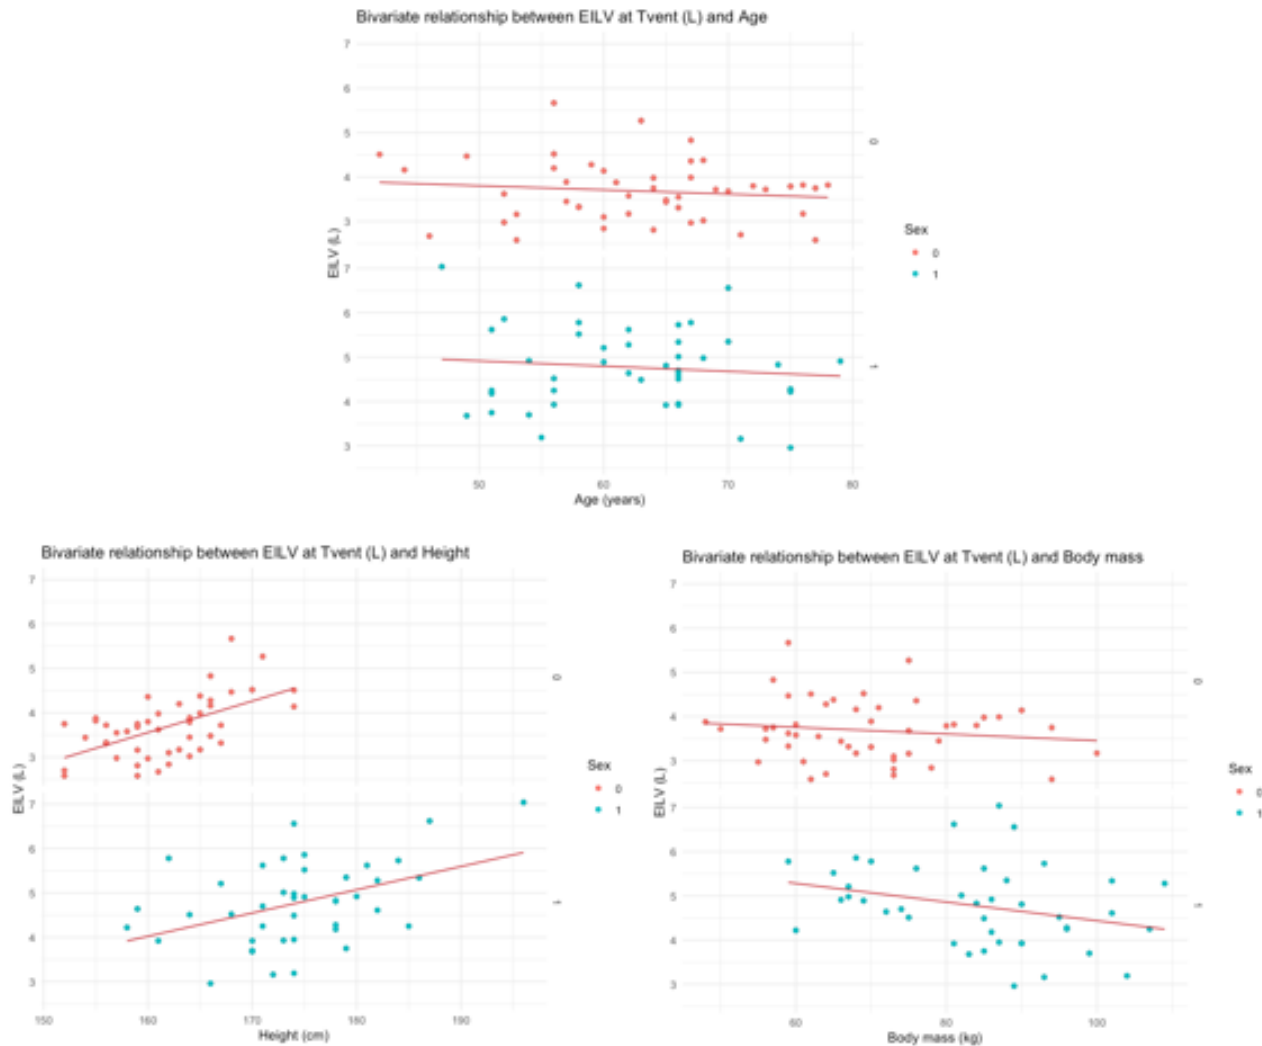 Bivariate relationship between EILV at Tvent (L) and Age
7
6
5
4
3
0
EILV (L)
7
6
5
4
3
1
50 60 70 80
Age (years)
Sex
0
1
Bivariate relationship between EILV at Tvent (L) and Height
7
6
5
4
3
0
EILV (L)
7
6
5
4
3
1
150 160 170 180 190
Height (cm)
Sex
0
1
Bivariate relationship between EILV at Tvent (L) and Body mass
7
6
5
4
3
0
EILV (L)
7
6
5
4
3
1
60 80 100
Body mass (kg)
Sex
0
1